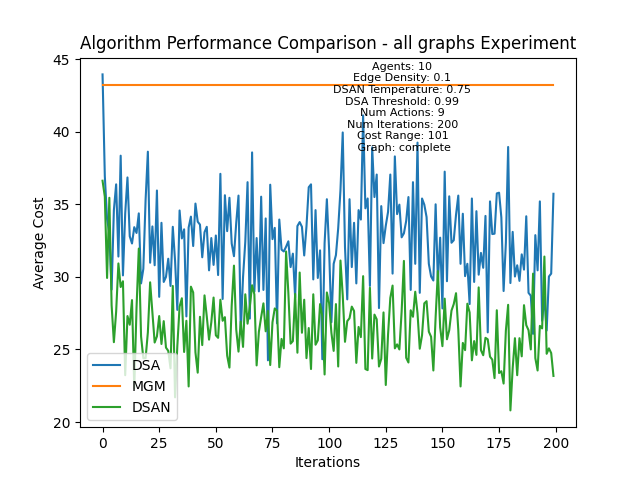 Algorithm Performance Comparison - all graphs Experiment
Agents: 10
Edge Density: 0.1
DSAN Temperature: 0.75
DSA Threshold: 0.99
Num Actions: 9
Num Iterations: 200
Cost Range: 101
Graph: complete
45
40
35
30
25
20
Average Cost
DSA
MGM
DSAN
0
25
50
75
100
125
150
175
200
Iterations